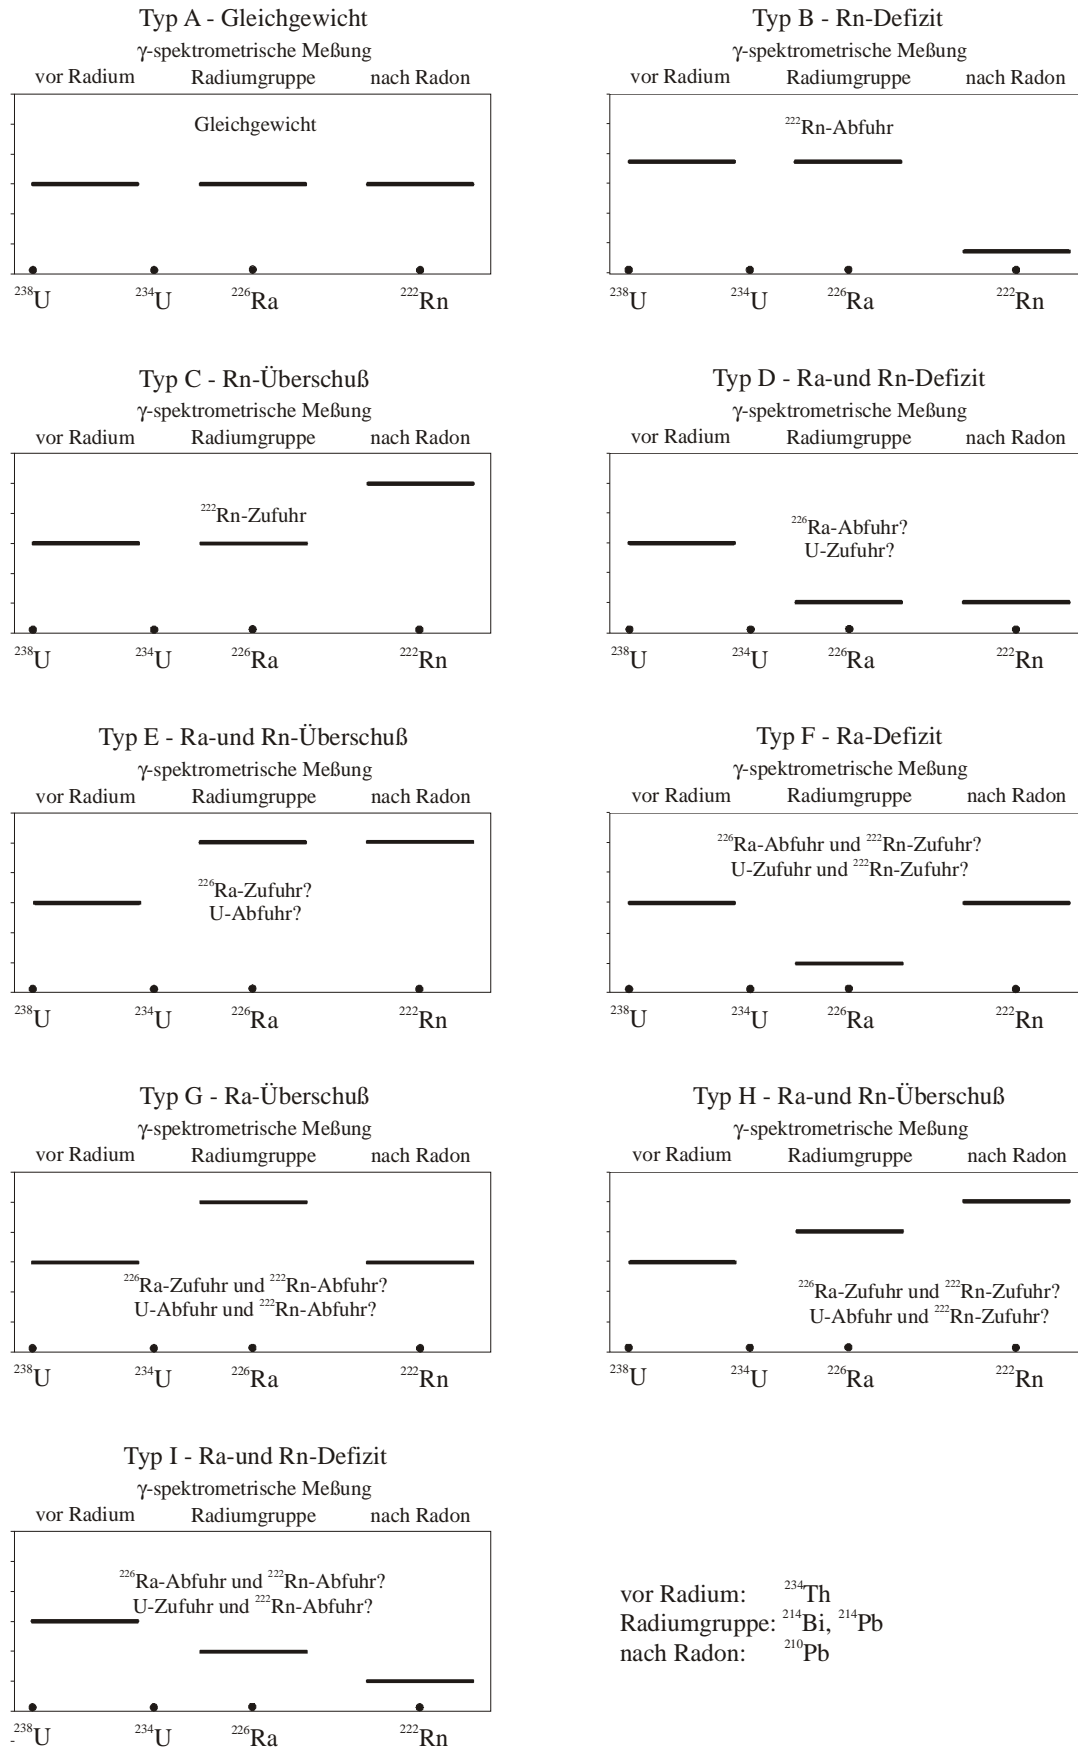 Typ A - Gleichgewicht
γ-spektrometrische Meßung
vor Radium Radiumgruppe nach Radon
Gleichgewicht
²³⁸U ²³⁴U ²²⁶Ra ²²²Rn
Typ B - Rn-Defizit
γ-spektrometrische Meßung
vor Radium Radiumgruppe nach Radon
²²²Rn-Abfuhr
²³⁸U ²³⁴U ²²⁶Ra ²²²Rn
Typ C - Rn-Überschuß
γ-spektrometrische Meßung
vor Radium Radiumgruppe nach Radon
²²²Rn-Zufuhr
²³⁸U ²³⁴U ²²⁶Ra ²²²Rn
Typ D - Ra-und Rn-Defizit
γ-spektrometrische Meßung
vor Radium Radiumgruppe nach Radon
²²⁶Ra-Abfuhr?
U-Zufuhr?
²³⁸U ²³⁴U ²²⁶Ra ²²²Rn
Typ E - Ra-und Rn-Überschuß
γ-spektrometrische Meßung
vor Radium Radiumgruppe nach Radon
²²⁶Ra-Zufuhr?
U-Abfuhr?
²³⁸U ²³⁴U ²²⁶Ra ²²²Rn
Typ F - Ra-Defizit
γ-spektrometrische Meßung
vor Radium Radiumgruppe nach Radon
²²⁶Ra-Abfuhr und ²²²Rn-Zufuhr?
U-Zufuhr und ²²²Rn-Zufuhr?
²³⁸U ²³⁴U ²²⁶Ra ²²²Rn
Typ G - Ra-Überschuß
γ-spektrometrische Meßung
vor Radium Radiumgruppe nach Radon
²²⁶Ra-Zufuhr und ²²²Rn-Abfuhr?
U-Abfuhr und ²²²Rn-Abfuhr?
²³⁸U ²³⁴U ²²⁶Ra ²²²Rn
Typ H - Ra-und Rn-Überschuß
γ-spektrometrische Meßung
vor Radium Radiumgruppe nach Radon
²²⁶Ra-Zufuhr und ²²²Rn-Zufuhr?
U-Abfuhr und ²²²Rn-Zufuhr?
²³⁸U ²³⁴U ²²⁶Ra ²²²Rn
Typ I - Ra-und Rn-Defizit
γ-spektrometrische Meßung
vor Radium Radiumgruppe nach Radon
²²⁶Ra-Abfuhr und ²²²Rn-Abfuhr?
U-Zufuhr und ²²²Rn-Abfuhr?
²³⁸U ²³⁴U ²²⁶Ra ²²²Rn
vor Radium: ²³⁴Th
Radiumgruppe: ²¹⁴Bi, ²¹⁴Pb
nach Radon: ²¹⁰Pb